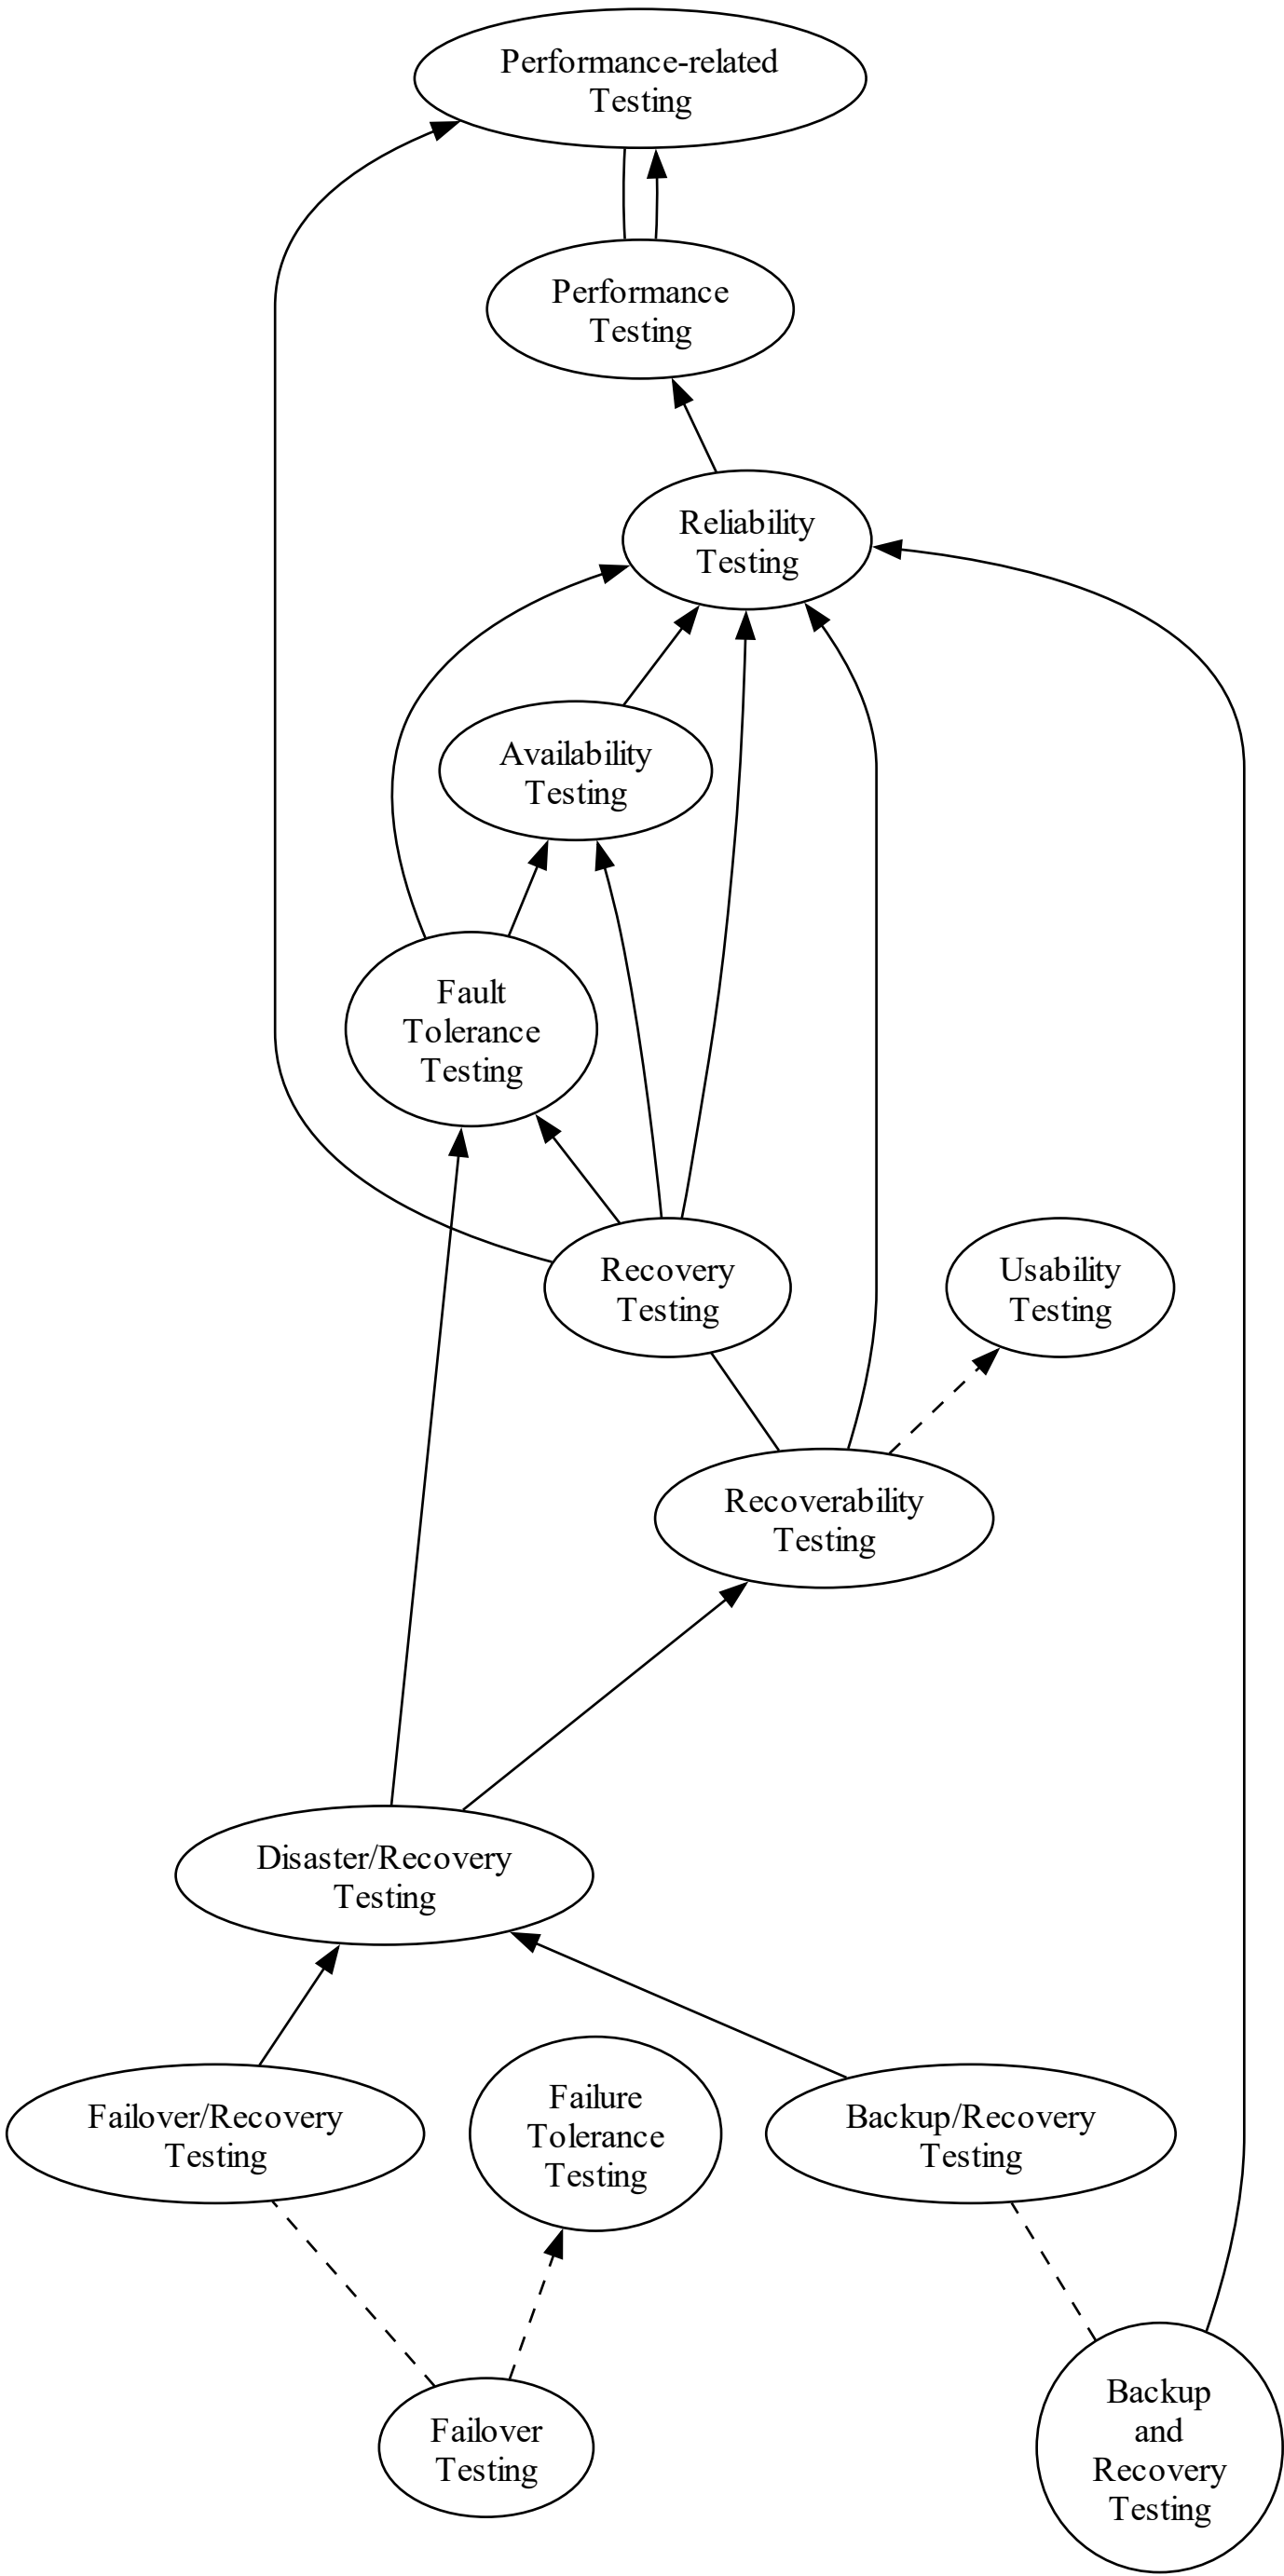 Performance-related
Testing
Performance
Testing
Reliability
Testing
Availability
Testing
Fault
Tolerance
Testing
Recovery
Testing
Usability
Testing
Recoverability
Testing
Disaster/Recovery
Testing
Failover/Recovery
Testing
Failure
Tolerance
Testing
Backup/Recovery
Testing
Failover
Testing
Backup
and
Recovery
Testing